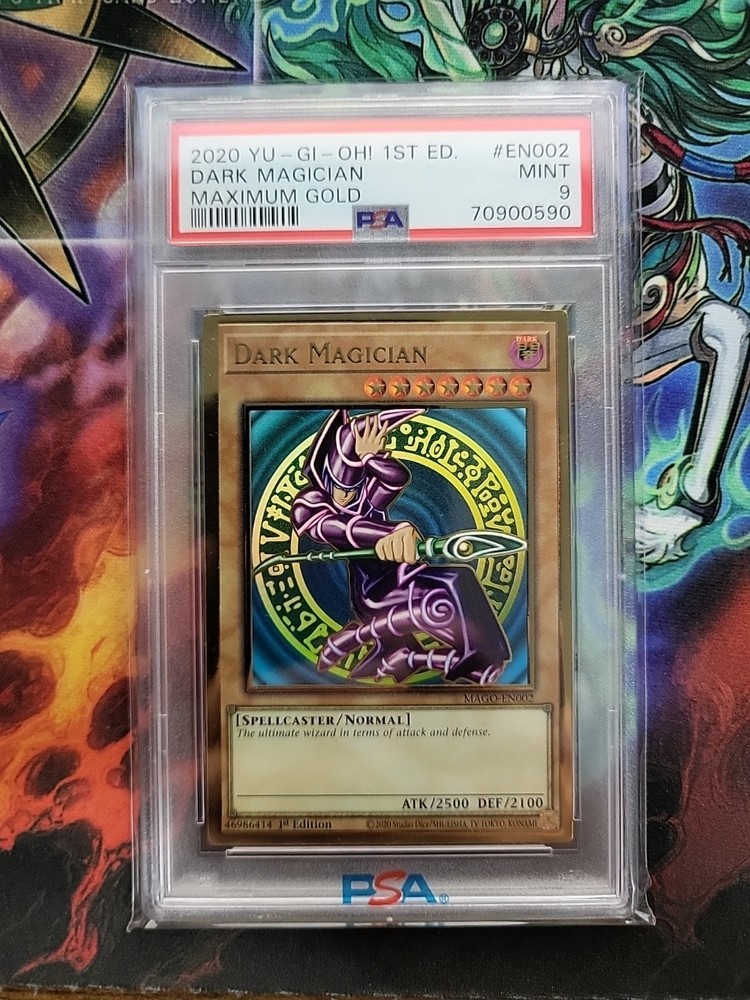 2020 YU-GI-OH! 1ST ED. #EN002
DARK MAGICIAN MINT
MAXIMUM GOLD 9
PSA 70900590
DARK MAGICIAN
DARK
MAGO-EN002
[SPELLCASTER/NORMAL]
The ultimate wizard in terms of attack and defense.
ATK/2500 DEF/2100
46986414 1st Edition ©2020 Studio Dice/SHUEISHA, TV TOKYO, KONAMI
PSA®